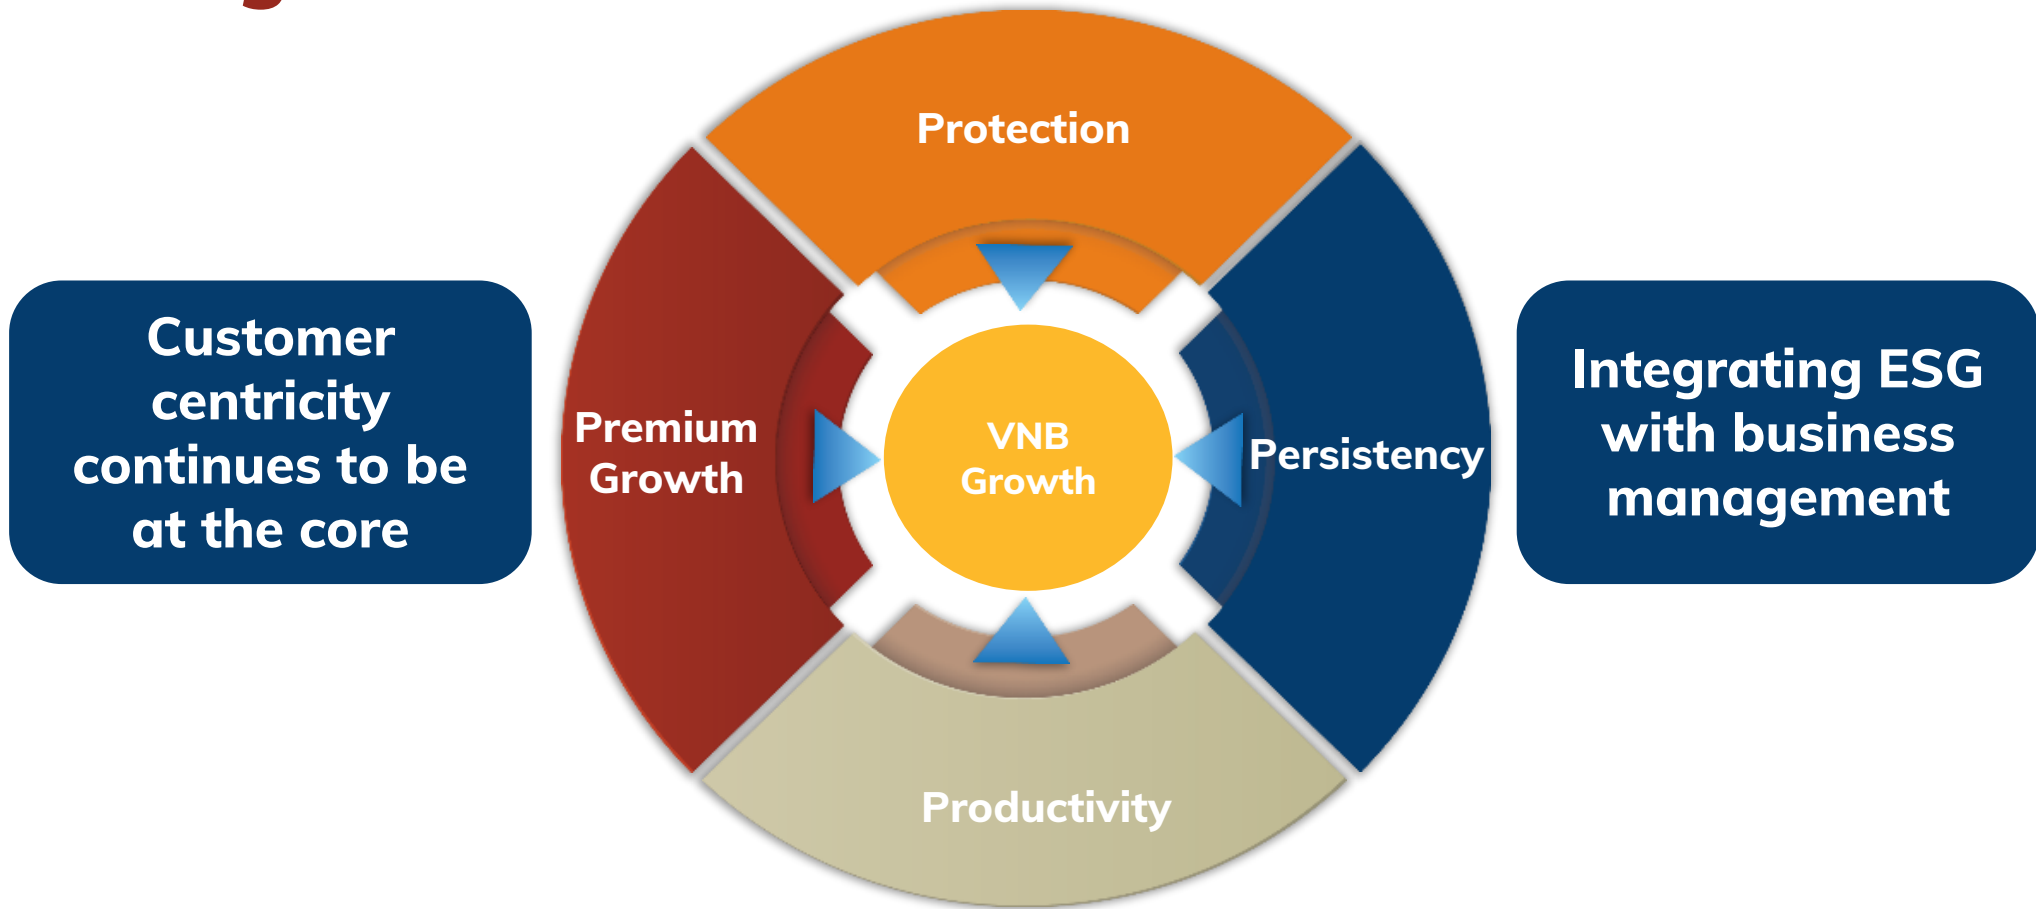 Protection
Customer
centricity
continues to be
at the core
Premium
Growth
VNB
Growth
Persistency
Integrating ESG
with business
management
Productivity